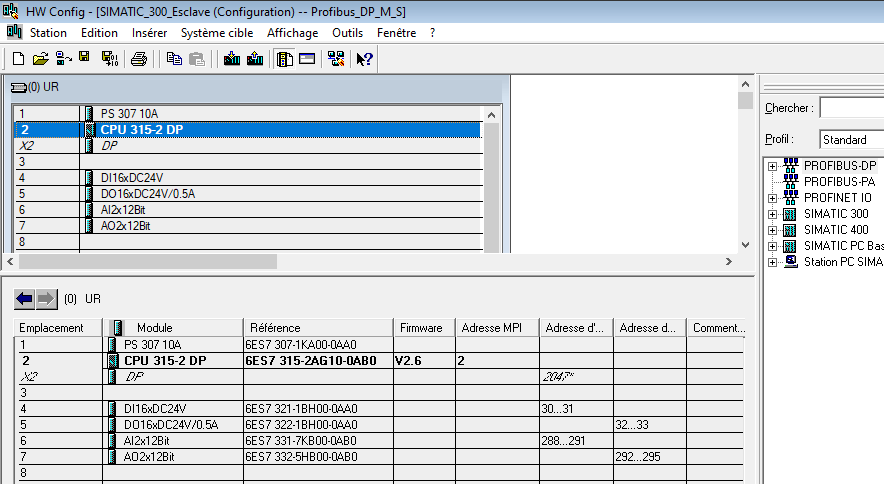 HW Config - [SIMATIC_300_Esclave (Configuration) -- Profibus_DP_M_S]
Station Edition Insérer Système cible Affichage Outils Fenêtre ?
(0) UR
1 PS 307 10A
2 CPU 315-2 DP
X2 DP
3
4 DI16xDC24V
5 DO16xDC24V/0.5A
6 AI2x12Bit
7 AO2x12Bit
8
Chercher :
Profil : Standard
PROFIBUS-DP
PROFIBUS-PA
PROFINET IO
SIMATIC 300
SIMATIC 400
SIMATIC PC Bas
Station PC SIMA
(0) UR
Emplacement Module Référence Firmware Adresse MPI Adresse d'... Adresse d... Comment...
1 PS 307 10A 6ES7 307-1KA00-0AA0
2 CPU 315-2 DP 6ES7 315-2AG10-0AB0 V2.6 2
X2 DP 2047*
3
4 DI16xDC24V 6ES7 321-1BH00-0AA0 30...31
5 DO16xDC24V/0.5A 6ES7 322-1BH00-0AA0 32...33
6 AI2x12Bit 6ES7 331-7KB00-0AB0 288...291
7 AO2x12Bit 6ES7 332-5HB00-0AB0 292...295
8